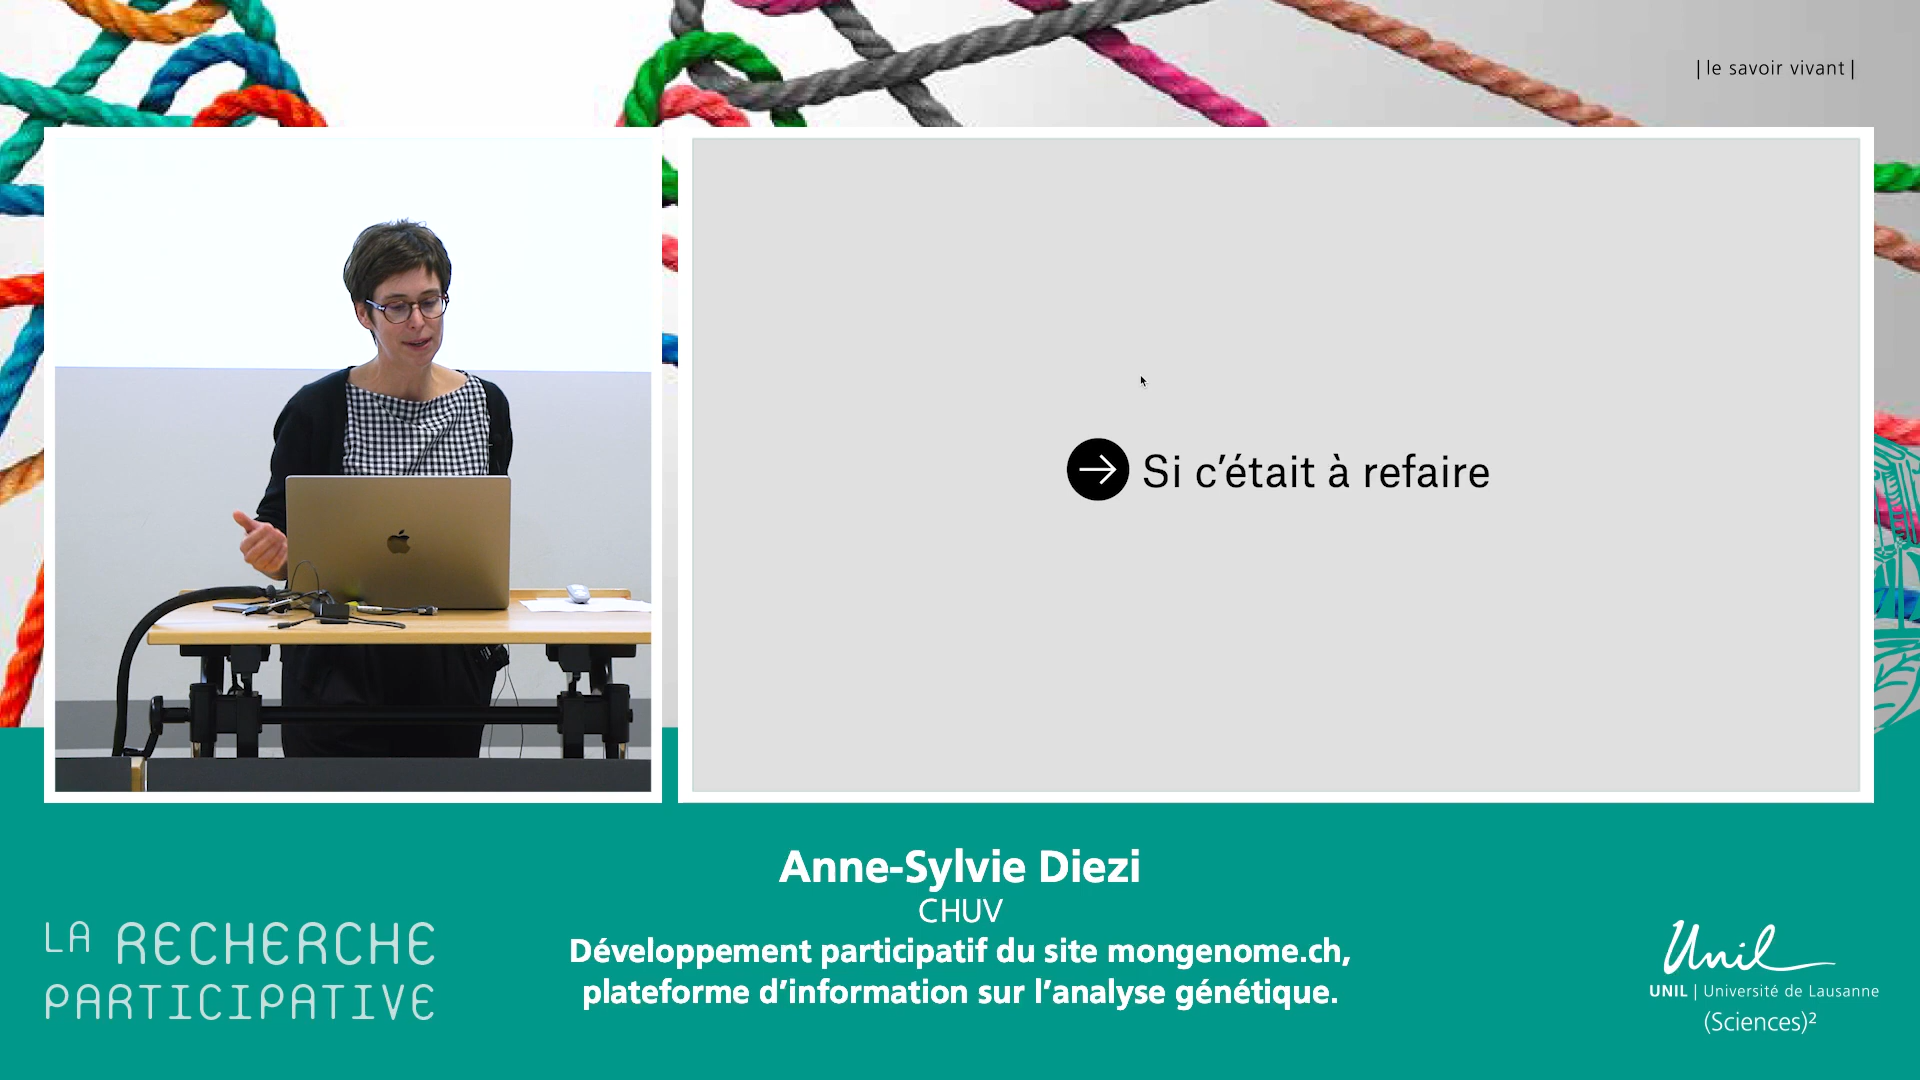 | le savoir vivant |
Si c’était à refaire
Anne-Sylvie Diezi
CHUV
Développement participatif du site mongenome.ch,
plateforme d’information sur l’analyse génétique.
LA RECHERCHE
PARTICIPATIVE
Unil
UNIL | Université de Lausanne
(Sciences)²